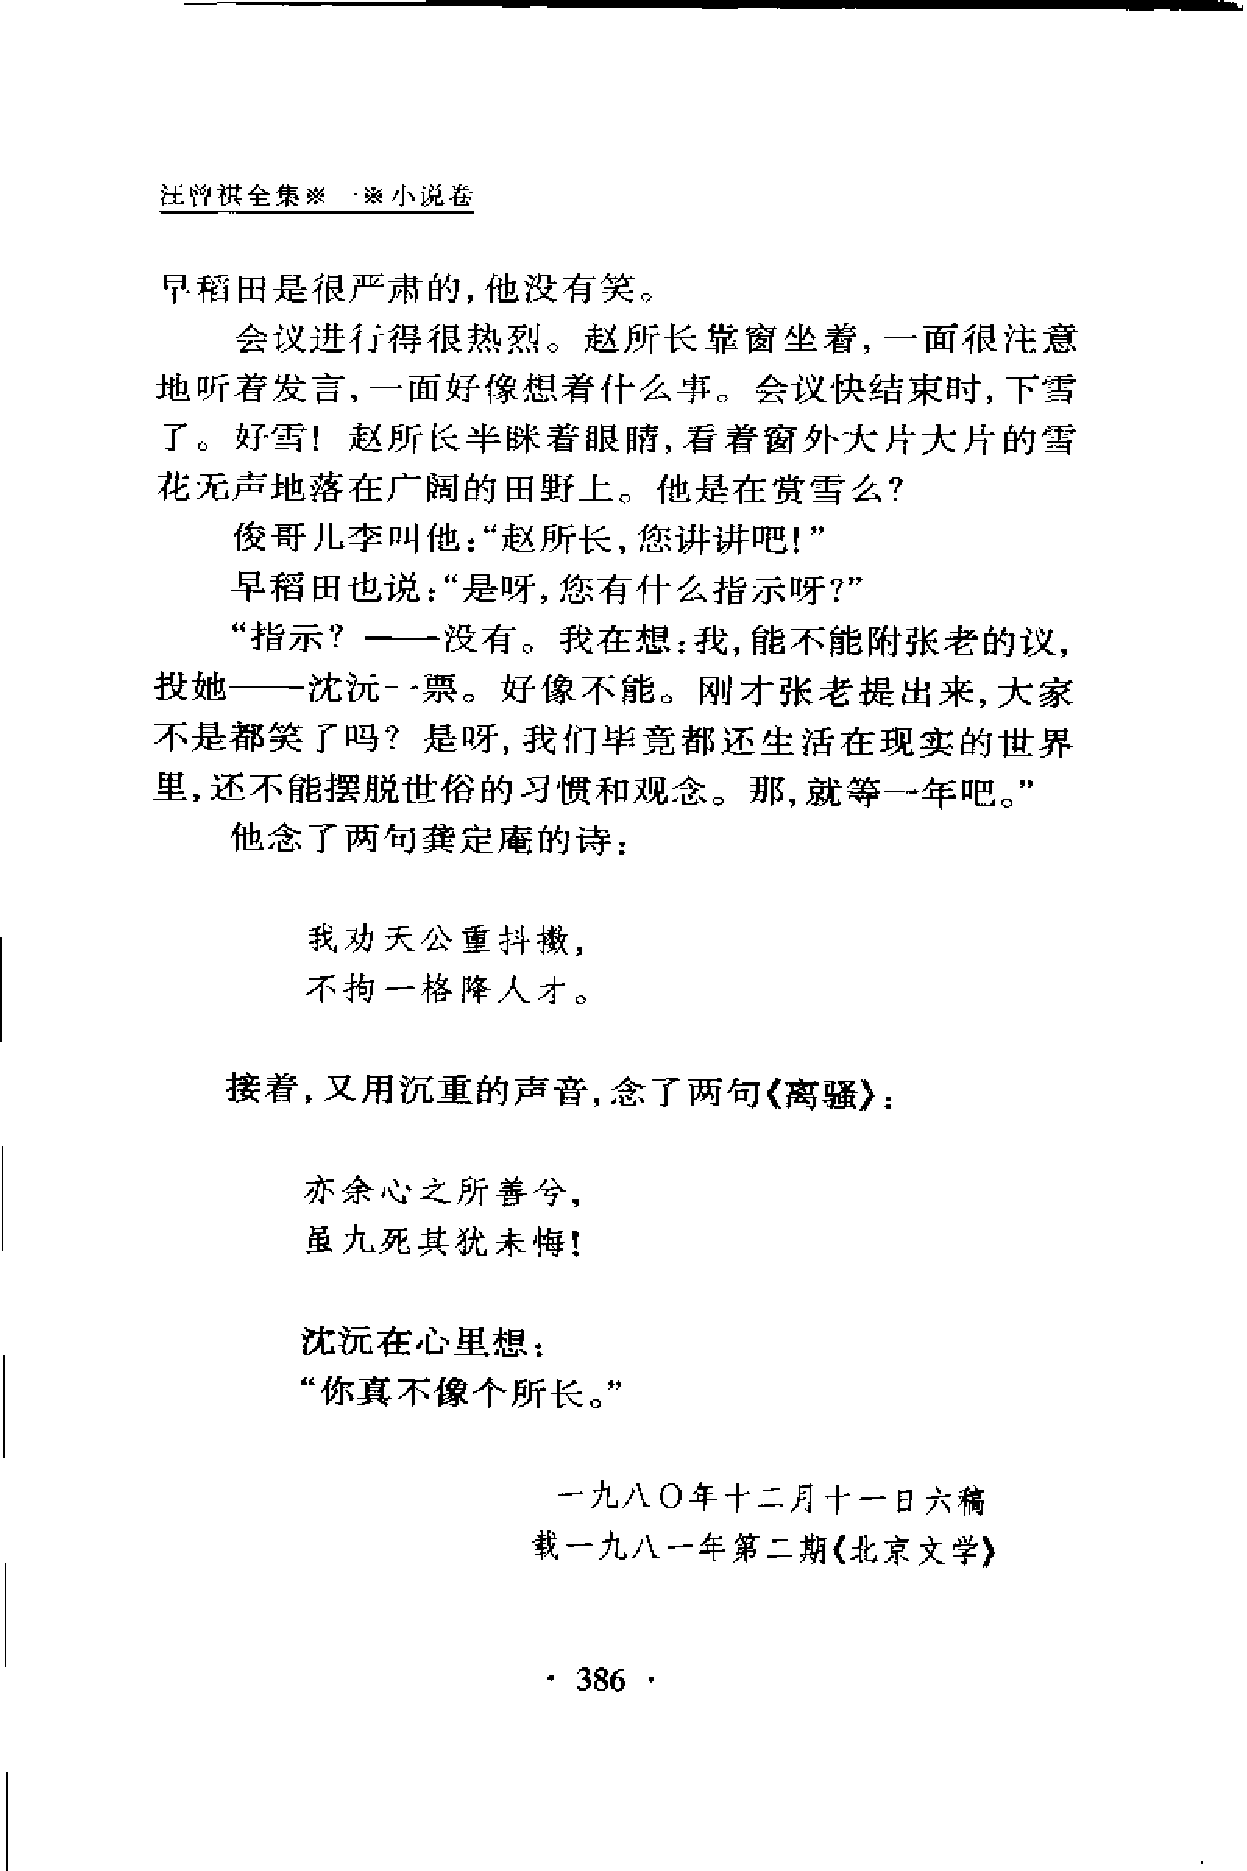 汪曾祺全集※一※小说卷
早稻田是很严肃的，他没有笑。
会议进行得很热烈。赵所长靠窗坐着，一面很注意
地听着发言，一面好像想着什么事。会议快结束时，下雪
了。好雪！赵所长半眯着眼睛，看着窗外大片大片的雪
花无声地落在广阔的田野上。他是在赏雪么？
俊哥儿李叫他：“赵所长，您讲讲吧！”
早稻田也说：“是呀，您有什么指示呀？”
“指示？——没有。我在想：我，能不能附张老的议，
投她——沈沅一票。好像不能。刚才张老提出来，大家
不是都笑了吗？是呀，我们毕竟都还生活在现实的世界
里，还不能摆脱世俗的习惯和观念。那，就等一年吧。”
他念了两句龚定庵的诗：
我劝天公重抖擞，
不拘一格降人才。
接着，又用沉重的声音，念了两句《离骚》：
亦余心之所善兮，
虽九死其犹未悔！
沈沅在心里想：
“你真不像个所长。”
一九八〇年十二月十一日六稿
载一九八一年第二期《北京文学》
· 386 ·